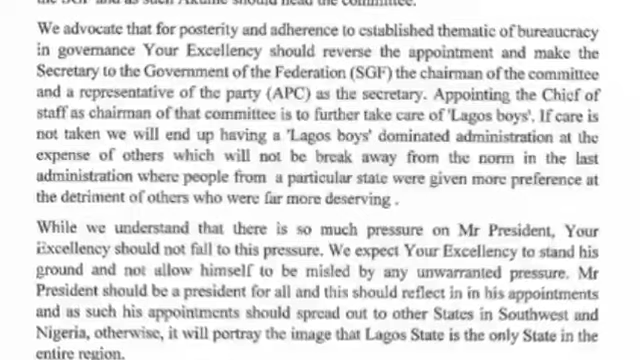 the SGF and as such Akume should head the committee.
We advocate that for posterity and adherence to established thematic of bureaucracy
in governance Your Excellency should reverse the appointment and make the
Secretary to the Government of the Federation (SGF) the chairman of the committee
and a representative of the party (APC) as the secretary. Appointing the Chief of
staff as chairman of that committee is to further take care of 'Lagos boys'. If care is
not taken we will end up having a 'Lagos boys' dominated administration at the
expense of others which will not be break away from the norm in the last
administration where people from a particular state were given more preference at
the detriment of others who were far more deserving .
While we understand that there is so much pressure on Mr President, Your
Excellency should not fall to this pressure. We expect Your Excellency to stand his
ground and not allow himself to be misled by any unwarranted pressure. Mr
President should be a president for all and this should reflect in in his appointments
and as such his appointments should spread out to other States in Southwest and
Nigeria, otherwise, it will portray the image that Lagos State is the only State in the
entire region.